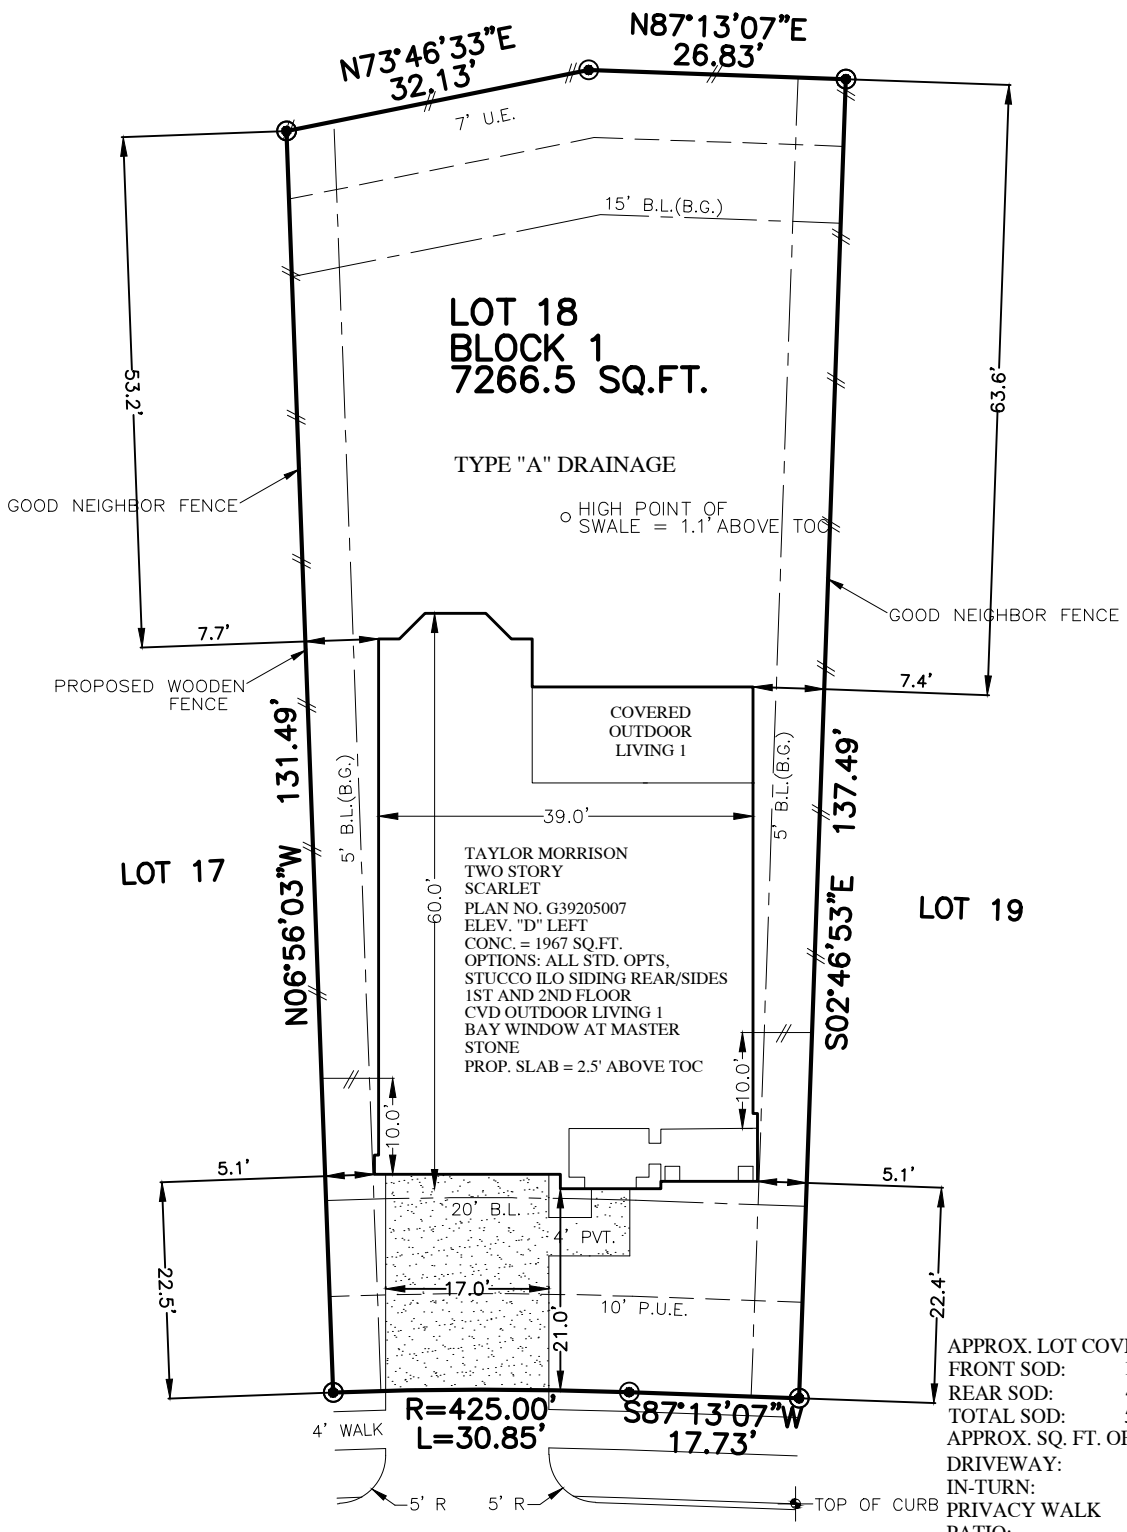 N73°46'33"E
32.13'
N87°13'07"E
26.83'
7' U.E.
15' B.L.(B.G.)
LOT 18
BLOCK 1
7266.5 SQ.FT.
53.2'
63.6'
TYPE "A" DRAINAGE
GOOD NEIGHBOR FENCE
HIGH POINT OF
SWALE = 1.1' ABOVE TOC
GOOD NEIGHBOR FENCE
7.7'
PROPOSED WOODEN
FENCE
7.4'
COVERED
OUTDOOR
LIVING 1
N06°56'03"W 131.49'
5' B.L.(B.G.)
5' B.L.(B.G.)
S02°46'53"E 137.49'
39.0'
60.0'
LOT 17
LOT 19
TAYLOR MORRISON
TWO STORY
SCARLET
PLAN NO. G39205007
ELEV. "D" LEFT
CONC. = 1967 SQ.FT.
OPTIONS: ALL STD. OPTS,
STUCCO ILO SIDING REAR/SIDES
1ST AND 2ND FLOOR
CVD OUTDOOR LIVING 1
BAY WINDOW AT MASTER
STONE
PROP. SLAB = 2.5' ABOVE TOC
10.0'
10.0'
5.1'
5.1'
20' B.L.
4' PVT.
22.5'
17.0'
21.0'
10' P.U.E.
22.4'
R=425.00'
L=30.85'
S87°13'07"W
17.73'
4' WALK
5' R
5' R
TOP OF CURB
APPROX. LOT COV
FRONT SOD:
REAR SOD:
TOTAL SOD:
APPROX. SQ. FT. OF
DRIVEWAY:
IN-TURN:
PRIVACY WALK